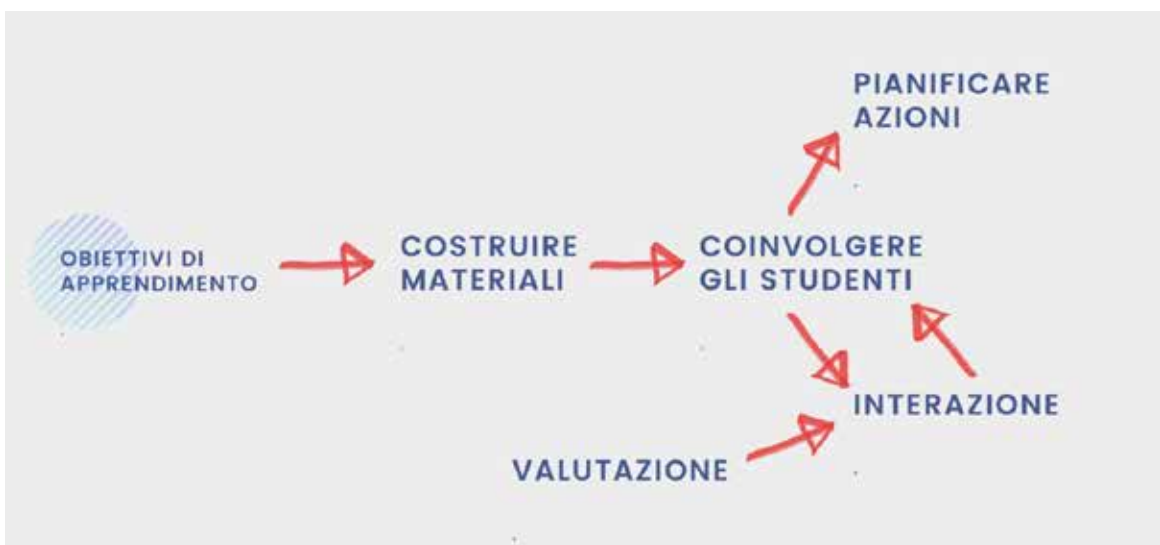 PIANIFICARE
AZIONI
OBIETTIVI DI
APPRENDIMENTO
COSTRUIRE
MATERIALI
COINVOLGERE
GLI STUDENTI
INTERAZIONE
VALUTAZIONE